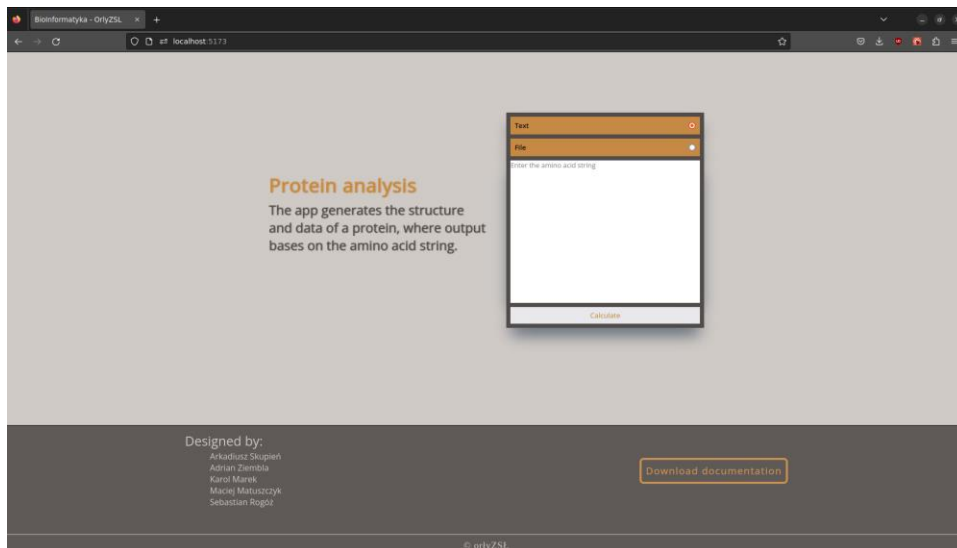 BioInformatyka - OrlyZSL
localhost:5173
Text
File
Enter the amino acid string
Protein analysis
The app generates the structure
and data of a protein, where output
bases on the amino acid string.
Calculate
Designed by:
Arkadiusz Skupień
Adrian Ziembla
Karol Marek
Maciej Matuszczyk
Sebastian Rogóż
Download documentation
© orlyZSL